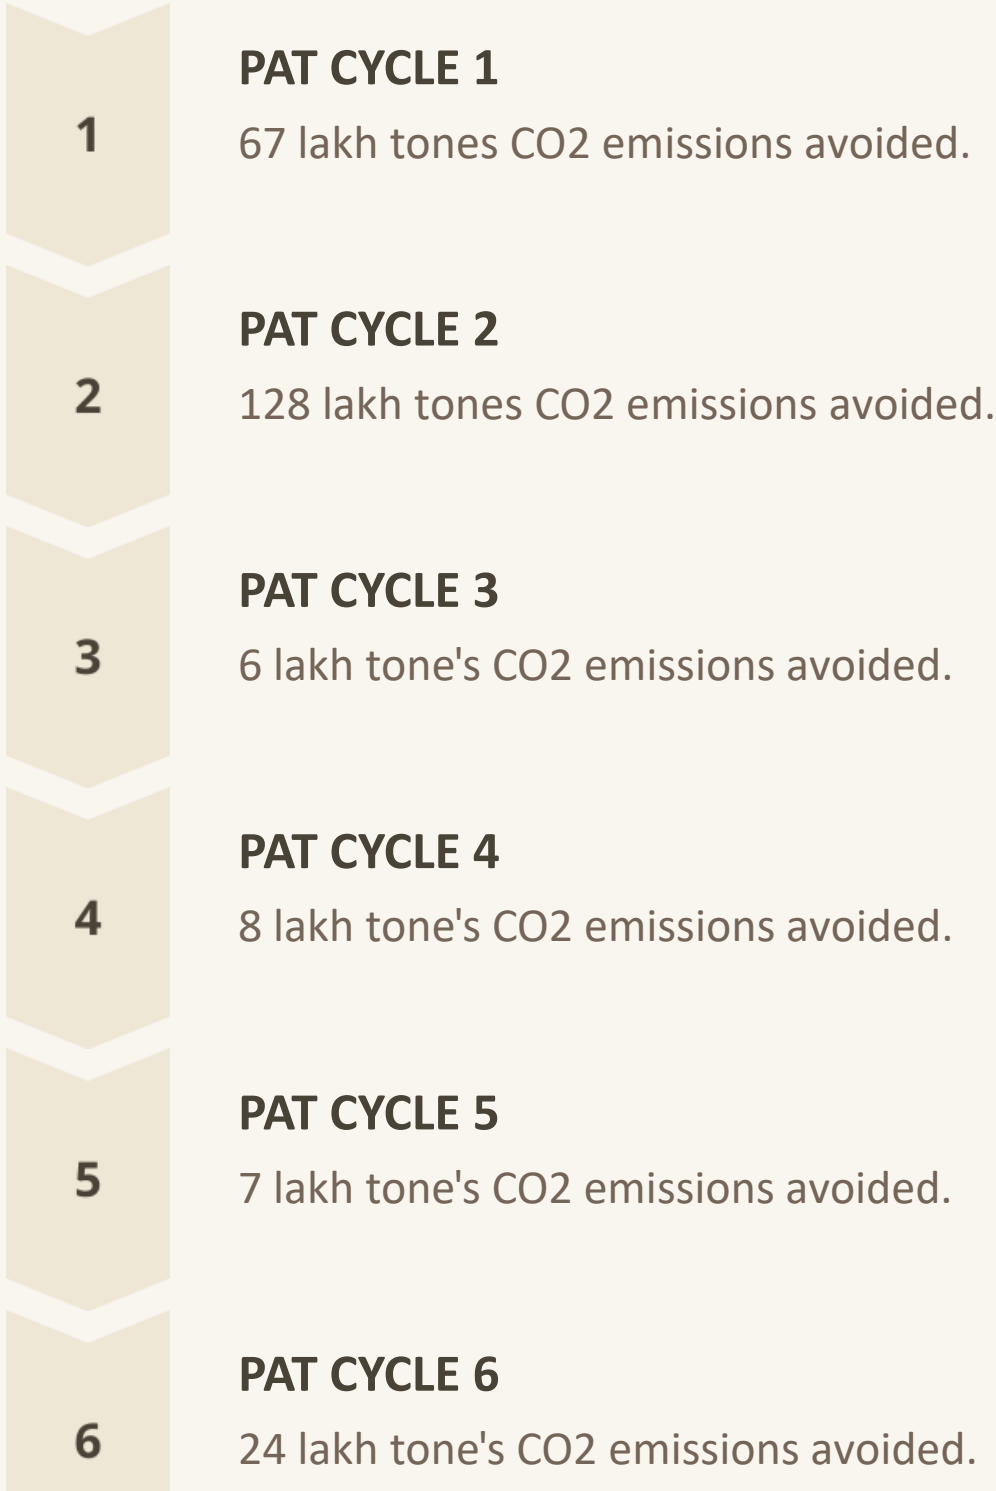 1
PAT CYCLE 1
67 lakh tones CO2 emissions avoided.
2
PAT CYCLE 2
128 lakh tones CO2 emissions avoided.
3
PAT CYCLE 3
6 lakh tone's CO2 emissions avoided.
4
PAT CYCLE 4
8 lakh tone's CO2 emissions avoided.
5
PAT CYCLE 5
7 lakh tone's CO2 emissions avoided.
6
PAT CYCLE 6
24 lakh tone's CO2 emissions avoided.